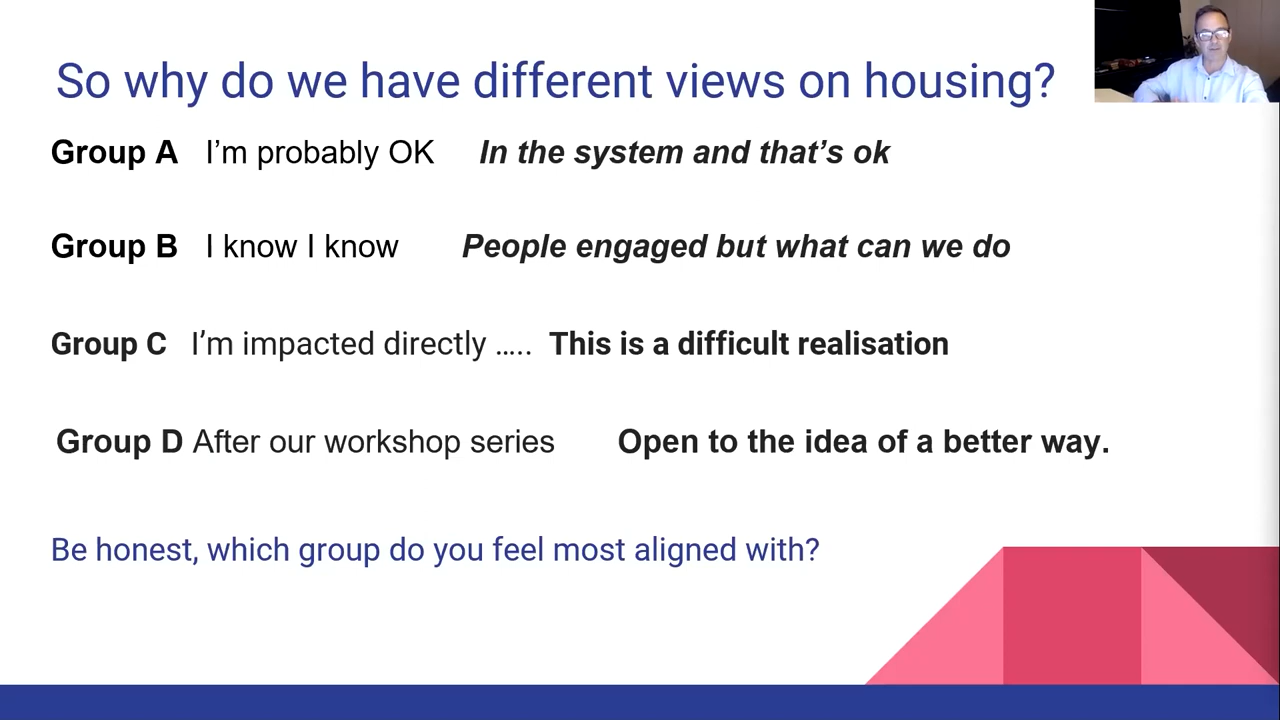 So why do we have different views on housing?
Group A I'm probably OK In the system and that's ok
Group B I know I know People engaged but what can we do
Group C I'm impacted directly ….. This is a difficult realisation
Group D After our workshop series Open to the idea of a better way.
Be honest, which group do you feel most aligned with?